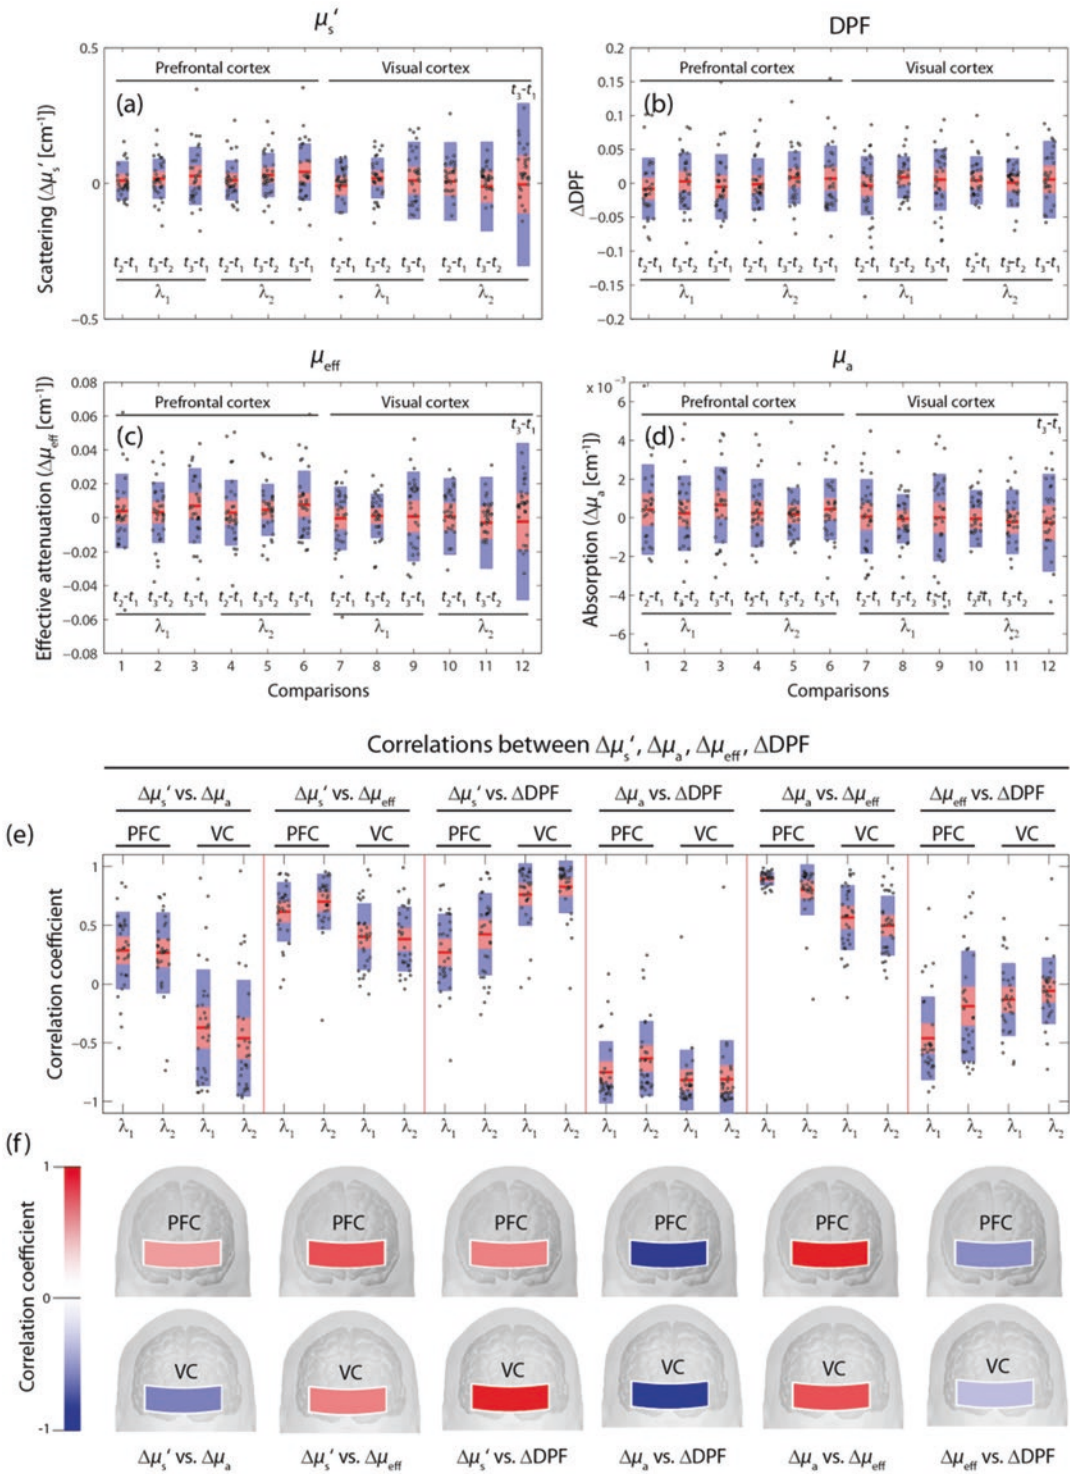 μs′ DPF
0.5 0.2
Prefrontal cortex Visual cortex Prefrontal cortex Visual cortex
0.15
(a) t3-t1 (b)
0.1
0.05
0 0
−0.05
−0.1
t2-t1 t3-t2 t3-t1 t2-t1 t3-t2 t3-t1 t2-t1 t3-t2 t3-t1 t2-t1 t3-t2 t2-t1 t3-t2 t3-t1 t2-t1 t3-t2 t3-t1 t2-t1 t3-t2 t3-t1 t2-t1 t3-t2 t3-t1
λ1 λ2 λ1 λ2 λ1 λ2 λ1 λ2
−0.15
-0.5 −0.2
Scattering (Δμs′ [cm⁻¹])
ΔDPF
μeff μa
0.08 x 10⁻³
0.06 6
Prefrontal cortex Visual cortex Prefrontal cortex Visual cortex
(c) t3-t1 (d) t3-t1
0.04 4
0.02 2
0 0
−0.02 −2
−0.04 −4
t2-t1 t3-t2 t3-t1 t2-t1 t3-t2 t3-t1 t2-t1 t3-t2 t3-t1 t2-t1 t3-t2 t2-t1 t3-t2 t3-t1 t2-t1 t3-t2 t3-t1 t2-t1 t3-t2 t3-t1 t2-t1 t3-t2
λ1 λ2 λ1 λ2 λ1 λ2 λ1 λ2
−0.06 −6
−0.08
1 2 3 4 5 6 7 8 9 10 11 12 1 2 3 4 5 6 7 8 9 10 11 12
Comparisons Comparisons
Effective attenuation (Δμeff [cm⁻¹])
Absorption (Δμa [cm⁻¹])
Correlations between Δμs′, Δμa, Δμeff, ΔDPF
Δμs′ vs. Δμa Δμs′ vs. Δμeff Δμs′ vs. ΔDPF Δμa vs. ΔDPF Δμa vs. Δμeff Δμeff vs. ΔDPF
(e) PFC VC PFC VC PFC VC PFC VC PFC VC PFC VC
1
0.5
0
−0.5
−1
Correlation coefficient
λ1 λ2 λ1 λ2 λ1 λ2 λ1 λ2 λ1 λ2 λ1 λ2 λ1 λ2 λ1 λ2 λ1 λ2 λ1 λ2 λ1 λ2 λ1 λ2
(f)
1
0
-1
Correlation coefficient
PFC PFC PFC PFC PFC PFC
VC VC VC VC VC VC
Δμs′ vs. Δμa Δμs′ vs. Δμeff Δμs′ vs. ΔDPF Δμa vs ΔDPF Δμa vs. Δμeff Δμeff vs. ΔDPF